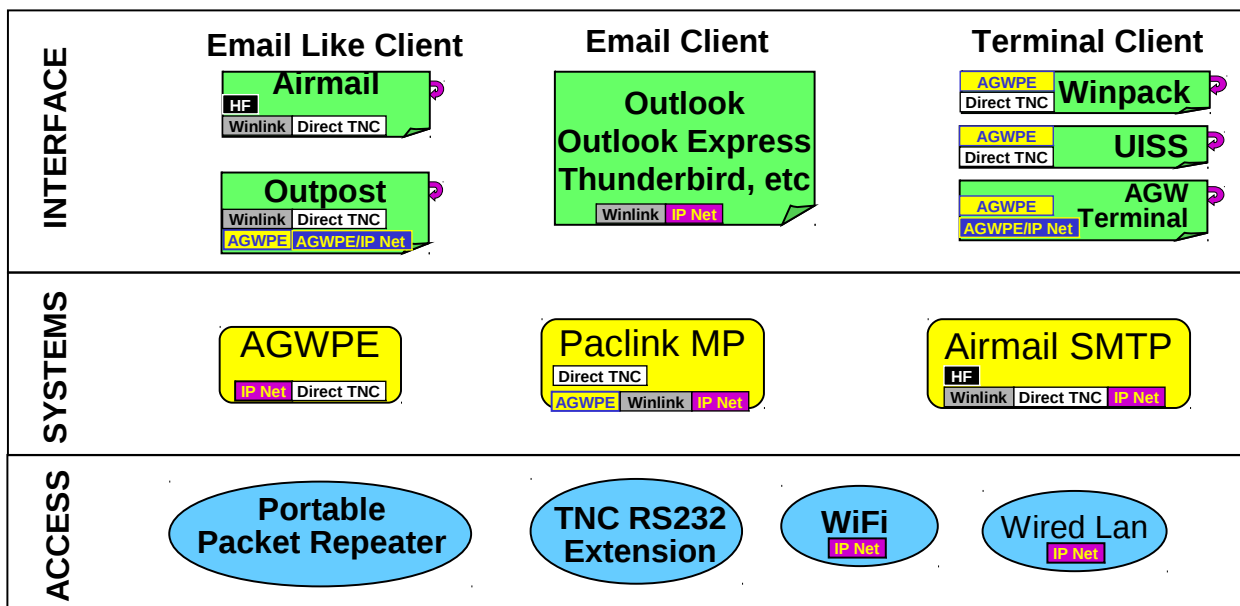 INTERFACE
Email Like Client
Airmail
HF
Winlink Direct TNC
Outpost
Winlink Direct TNC
AGWPE AGWPE/IP Net
Email Client
Outlook
Outlook Express
Thunderbird, etc
Winlink IP Net
Terminal Client
AGWPE
Direct TNC
Winpack
AGWPE
Direct TNC
UISS
AGWPE
AGWPE/IP Net
AGW
Terminal
SYSTEMS
AGWPE
IP Net Direct TNC
Paclink MP
Direct TNC
AGWPE Winlink IP Net
Airmail SMTP
HF
Winlink Direct TNC IP Net
ACCESS
Portable
Packet Repeater
TNC RS232
Extension
WiFi
IP Net
Wired Lan
IP Net